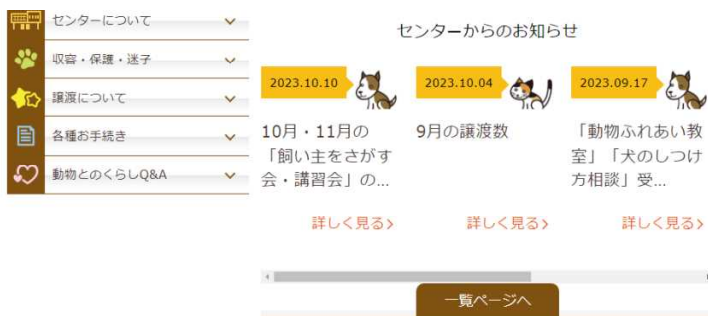 センターについて
収容・保護・迷子
譲渡について
各種お手続き
動物とのくらしQ&A
センターからのお知らせ
2023.10.10
10月・11月の
「飼い主をさがす
会・講習会」の...
詳しく見る>
2023.10.04
9月の譲渡数
詳しく見る>
2023.09.17
「動物ふれあい教
室」「犬のしつけ
方相談」受...
詳しく見る>
一覧ページへ